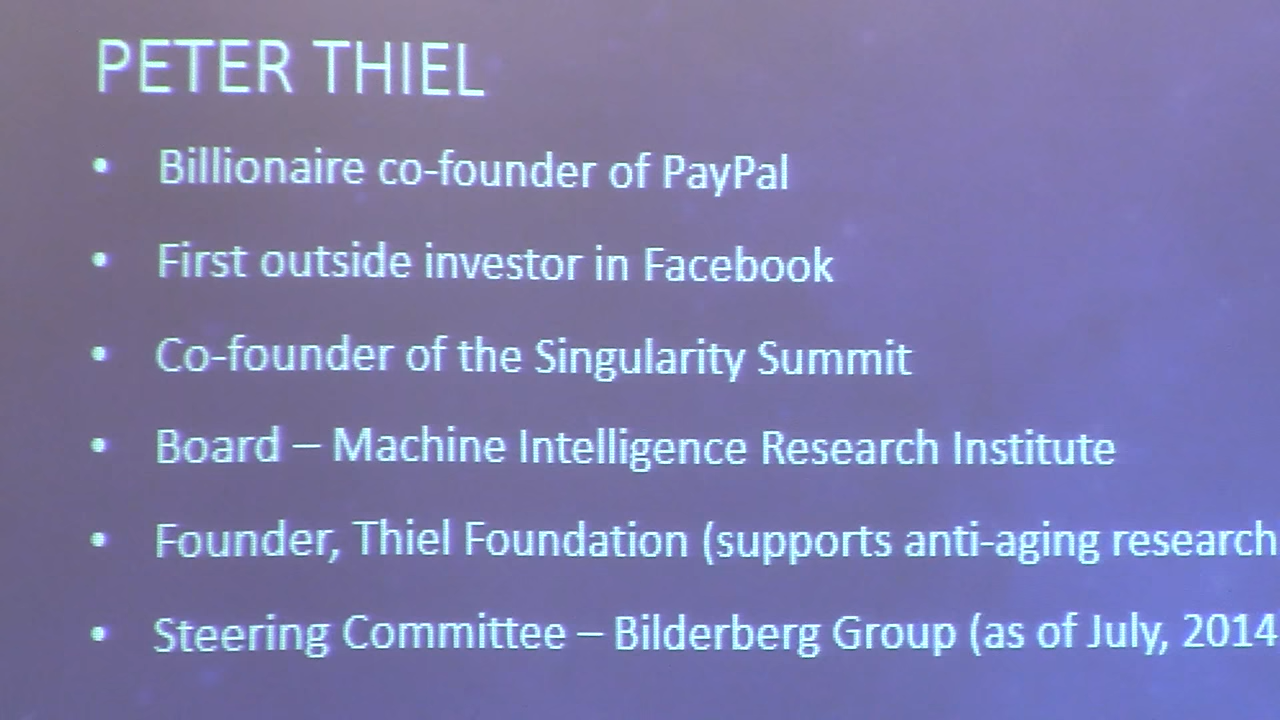 PETER THIEL
• Billionaire co-founder of PayPal
• First outside investor in Facebook
• Co-founder of the Singularity Summit
• Board – Machine Intelligence Research Institute
• Founder, Thiel Foundation (supports anti-aging research
• Steering Committee – Bilderberg Group (as of July, 2014